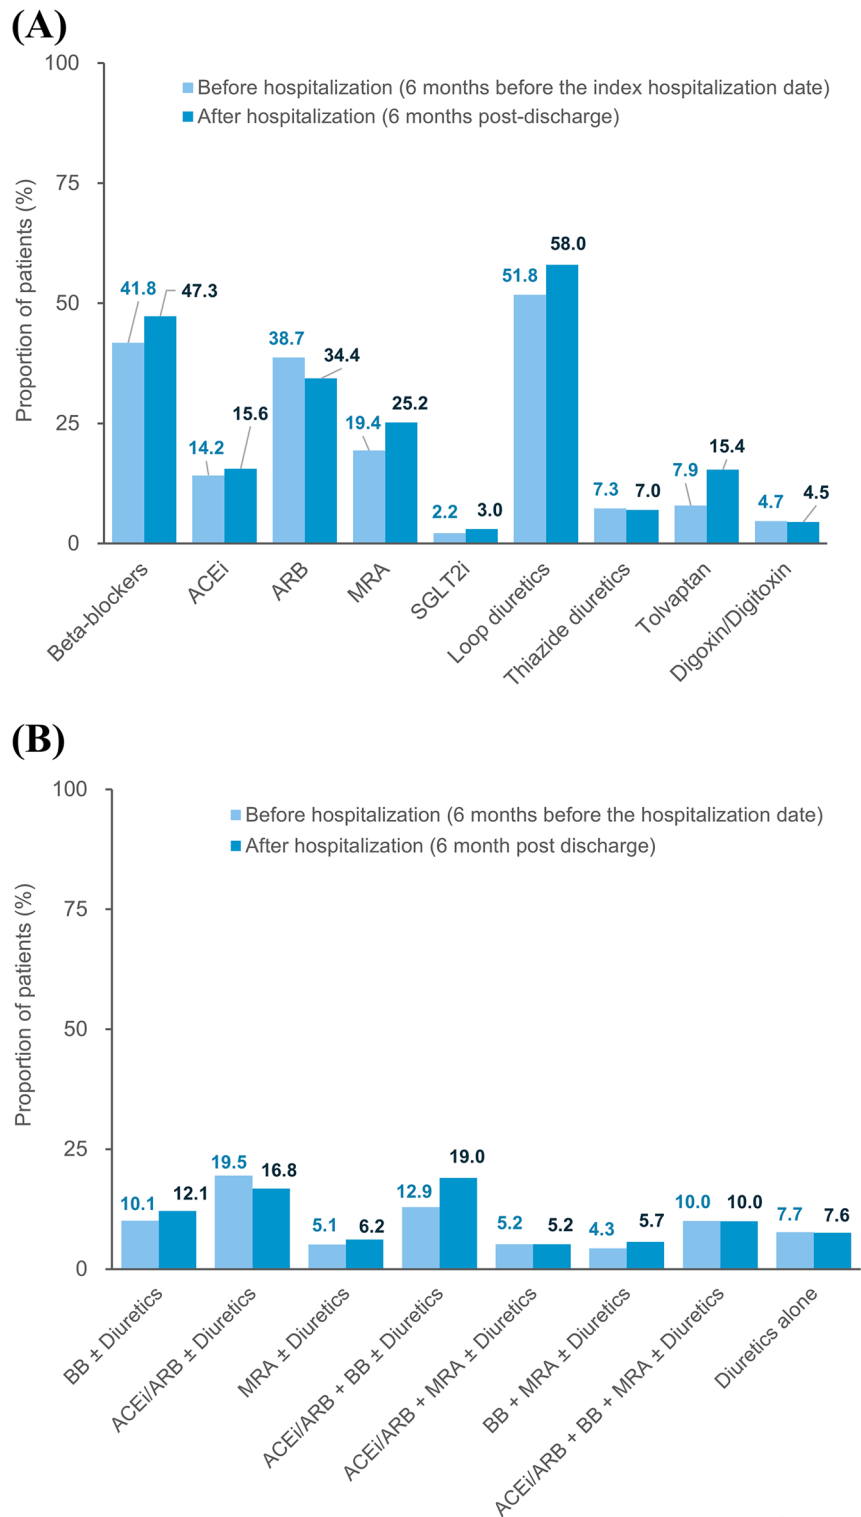 (A)
100
Before hospitalization (6 months before the index hospitalization date)
After hospitalization (6 months post-discharge)
75
Proportion of patients (%)
58.0
51.8
41.8
47.3
50
38.7
34.4
25.2
19.4
25
14.2
15.6
15.4
7.9
7.3
7.0
4.7
4.5
2.2
3.0
0
Beta-blockers
ACEi
ARB
MRA
SGLT2i
Loop diuretics
Thiazide diuretics
Tolvaptan
Digoxin/Digitoxin
(B)
100
Before hospitalization (6 months before the hospitalization date)
After hospitalization (6 month post discharge)
75
Proportion of patients (%)
50
25
19.5
16.8
19.0
10.1
12.1
12.9
5.1
6.2
5.2
5.2
4.3
5.7
10.0
10.0
7.7
7.6
0
BB ± Diuretics
ACEi/ARB ± Diuretics
MRA ± Diuretics
ACEi/ARB + BB ± Diuretics
ACEi/ARB + MRA ± Diuretics
BB + MRA ± Diuretics
ACEi/ARB + BB + MRA ± Diuretics
Diuretics alone